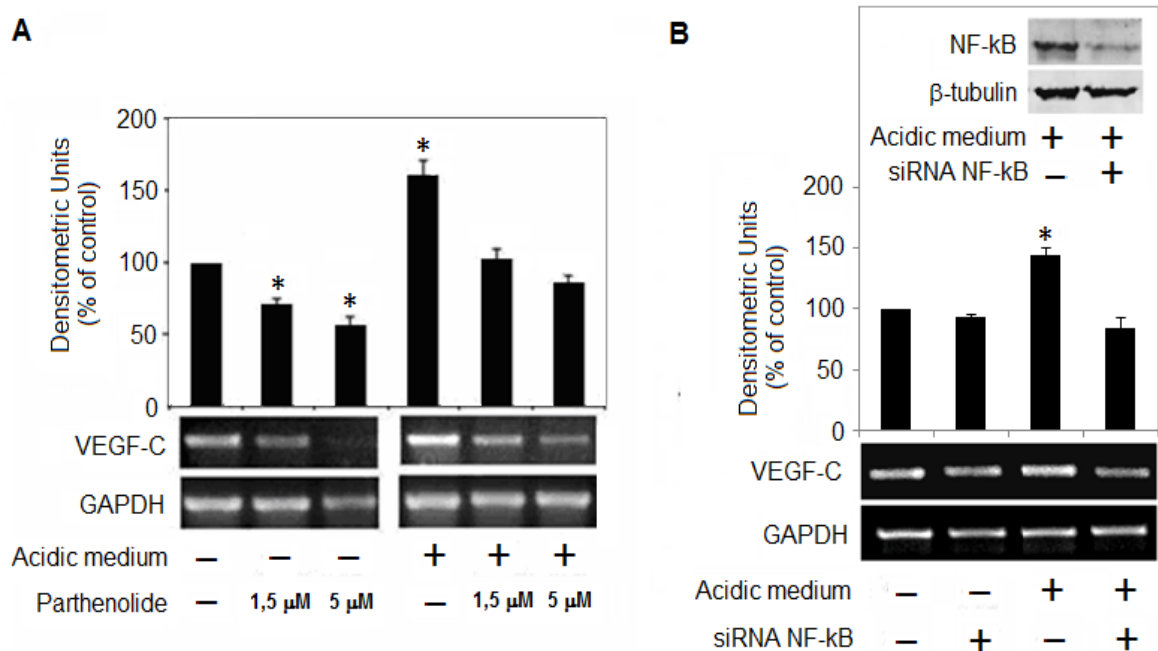 A
Densitometric Units
(% of control)
200
150
100
50
0
* * *
VEGF-C
GAPDH
Acidic medium – – – + + +
Parthenolide – 1,5 µM 5 µM – 1,5 µM 5 µM
B
NF-kB
β-tubulin
Acidic medium + +
siRNA NF-kB – +
Densitometric Units
(% of control)
200
150
100
50
0
*
VEGF-C
GAPDH
Acidic medium – – + +
siRNA NF-kB – + – +